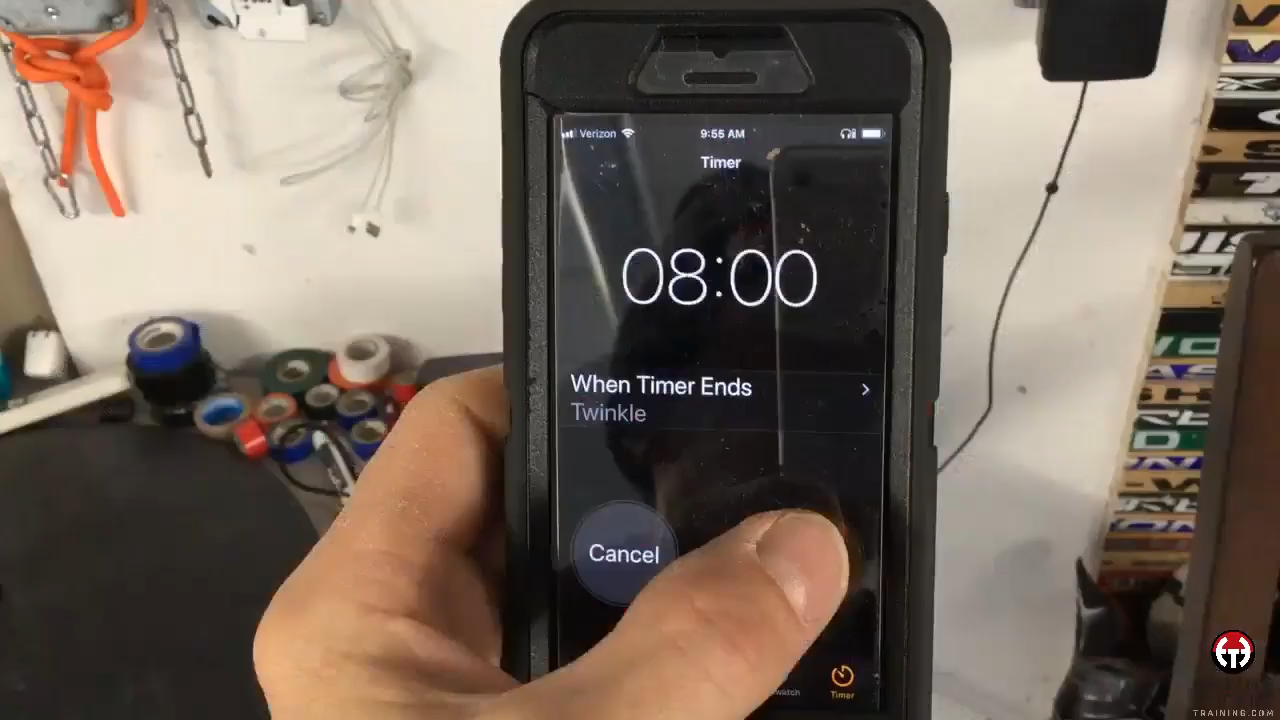 Verizon
9:55 AM
Timer
08:00
When Timer Ends
Twinkle
Cancel
Timer
TRAINING.COM